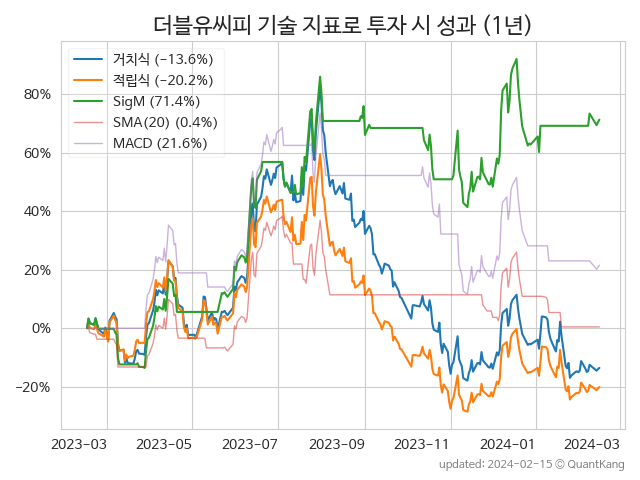 더블유씨피 기술 지표로 투자 시 성과 (1년)
거치식 (−13.6%)
적립식 (−20.2%)
SigM (71.4%)
SMA(20) (0.4%)
MACD (21.6%)
80%
60%
40%
20%
0%
−20%
2023-03 2023-05 2023-07 2023-09 2023-11 2024-01 2024-03
updated: 2024-02-15 © QuantKang